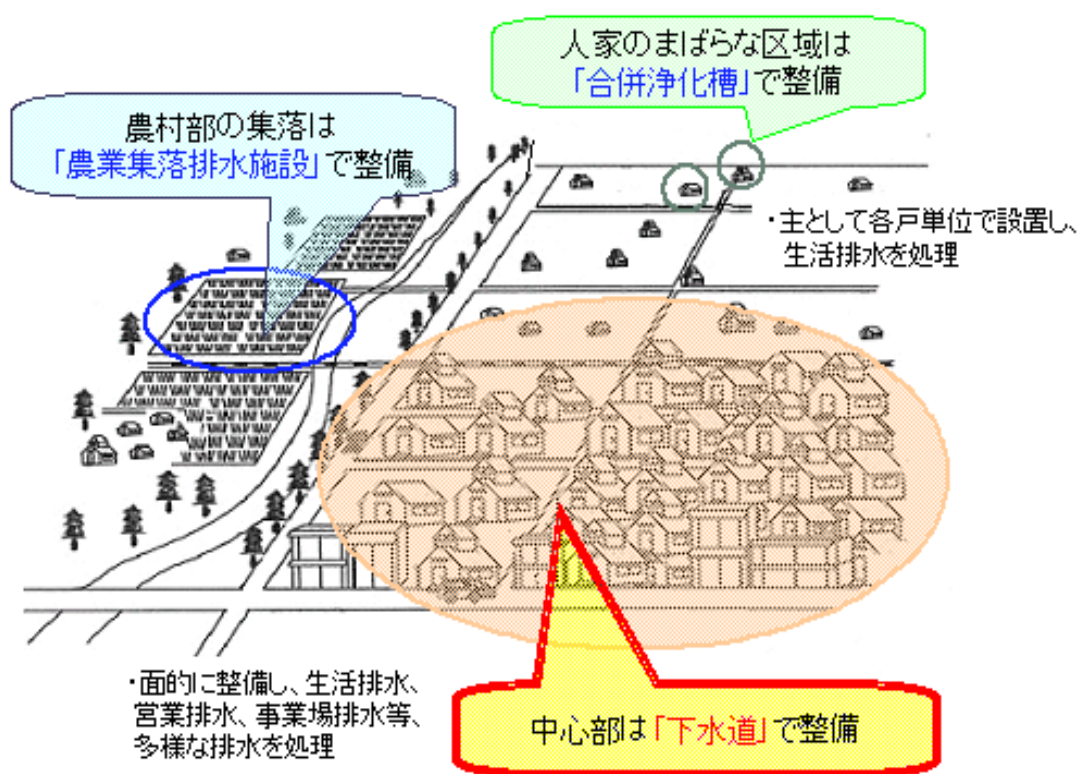 人家のまばらな区域は
「合併浄化槽」で整備
農村部の集落は
「農業集落排水施設」で整備
・主として各戸単位で設置し、
生活排水を処理
・面的に整備し、生活排水、
営業排水、事業場排水等、
多様な排水を処理
中心部は「下水道」で整備